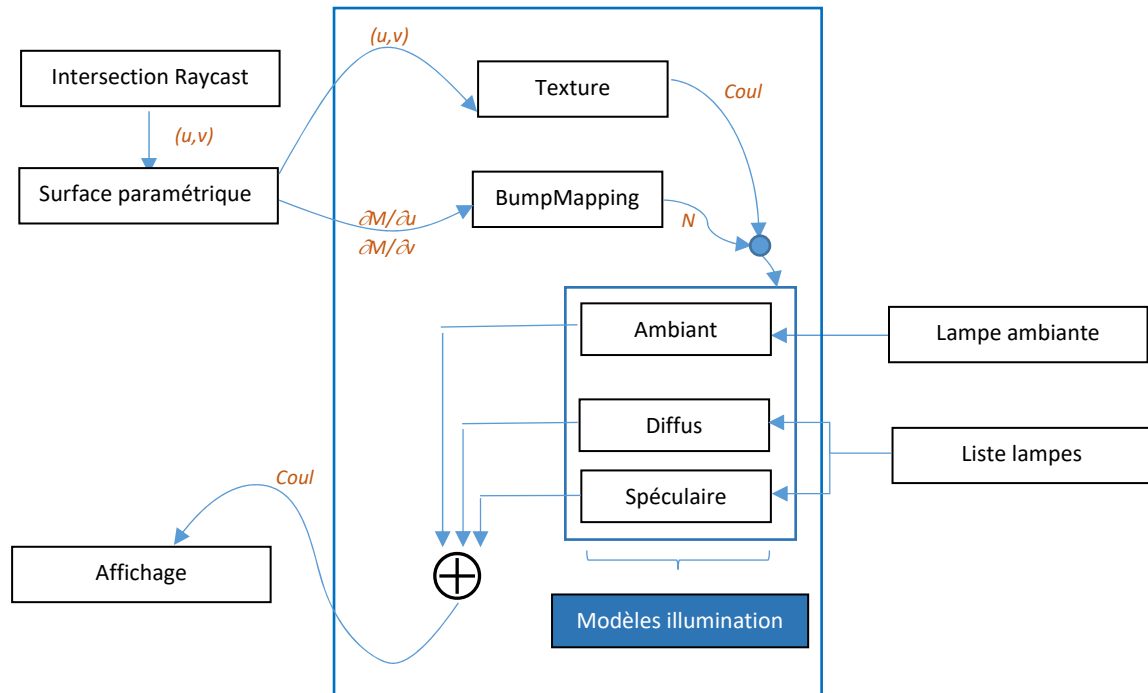 (u,v)
Intersection Raycast
Texture
Coul
(u,v)
Surface paramétrique
BumpMapping
∂M/∂u
∂M/∂v
N
Ambiant
Lampe ambiante
Diffus
Liste lampes
Spéculaire
Coul
Affichage
Modèles illumination